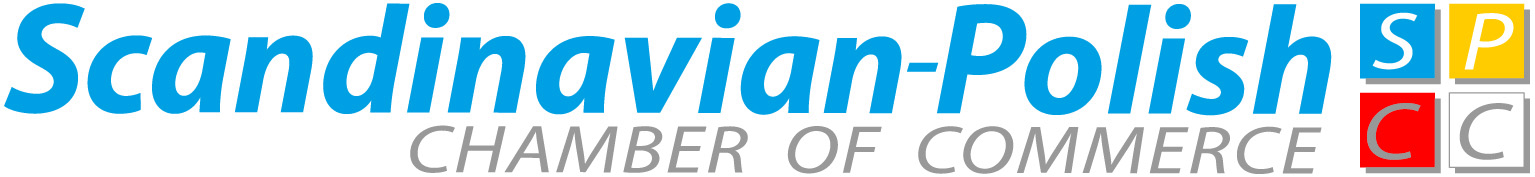 Scandinavian-Polish
CHAMBER OF COMMERCE
S P
C C